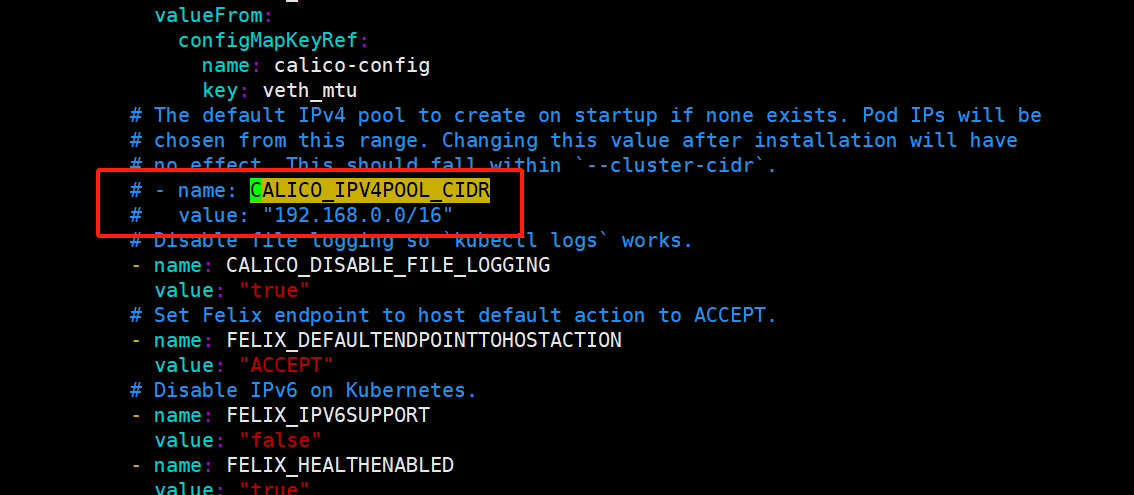 valueFrom:
configMapKeyRef:
name: calico-config
key: veth_mtu
# The default IPv4 pool to create on startup if none exists. Pod IPs will be
# chosen from this range. Changing this value after installation will have
# no effect. This should fall within `--cluster-cidr`.
# - name: CALICO_IPV4POOL_CIDR
#   value: "192.168.0.0/16"
# Disable file logging so `kubectl logs` works.
- name: CALICO_DISABLE_FILE_LOGGING
value: "true"
# Set Felix endpoint to host default action to ACCEPT.
- name: FELIX_DEFAULTENDPOINTTOHOSTACTION
value: "ACCEPT"
# Disable IPv6 on Kubernetes.
- name: FELIX_IPV6SUPPORT
value: "false"
- name: FELIX_HEALTHENABLED
value: "true"